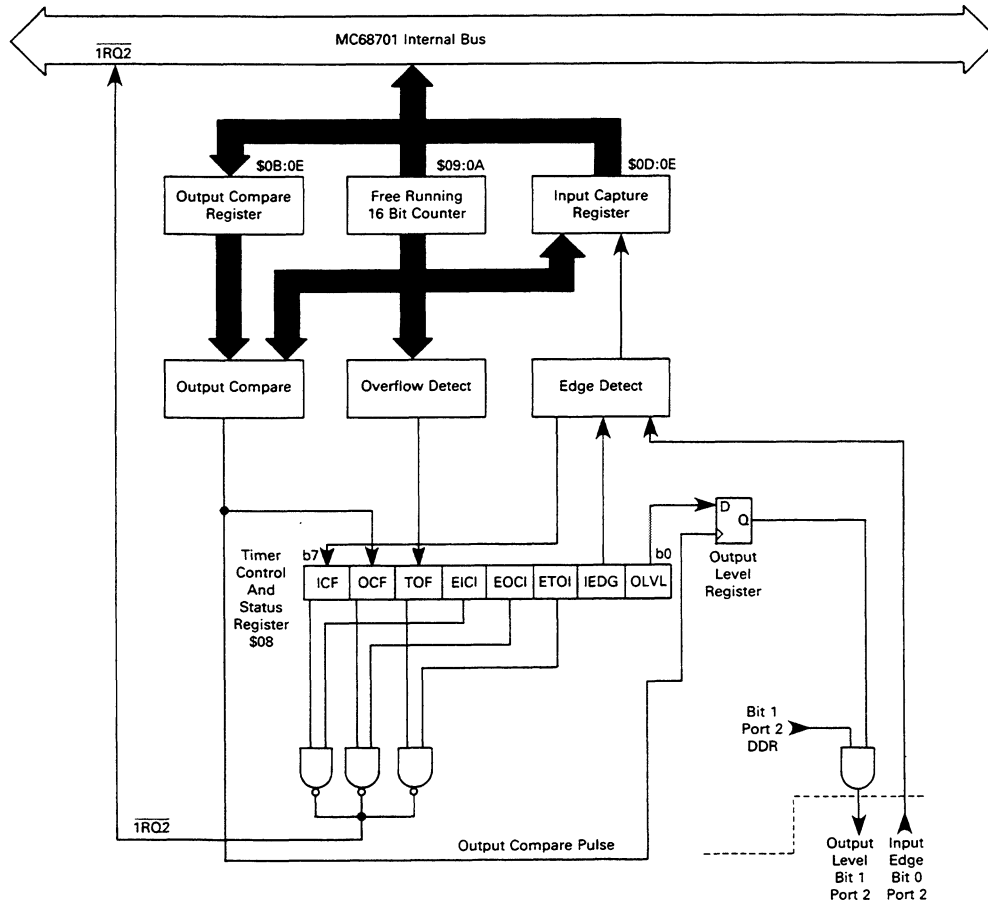 MC68701 Internal Bus
1RQ2
$0B:0E
$09:0A
$0D:0E
Output Compare
Register
Free Running
16 Bit Counter
Input Capture
Register
Output Compare
Overflow Detect
Edge Detect
D
Q
Output
Level
Register
b7
b0
Timer
Control
And
Status
Register
$08
ICF
OCF
TOF
EICI
EOCI
ETOI
IEDG
OLVL
Bit 1
Port 2
DDR
1RQ2
Output Compare Pulse
Output
Level
Bit 1
Port 2
Input
Edge
Bit 0
Port 2